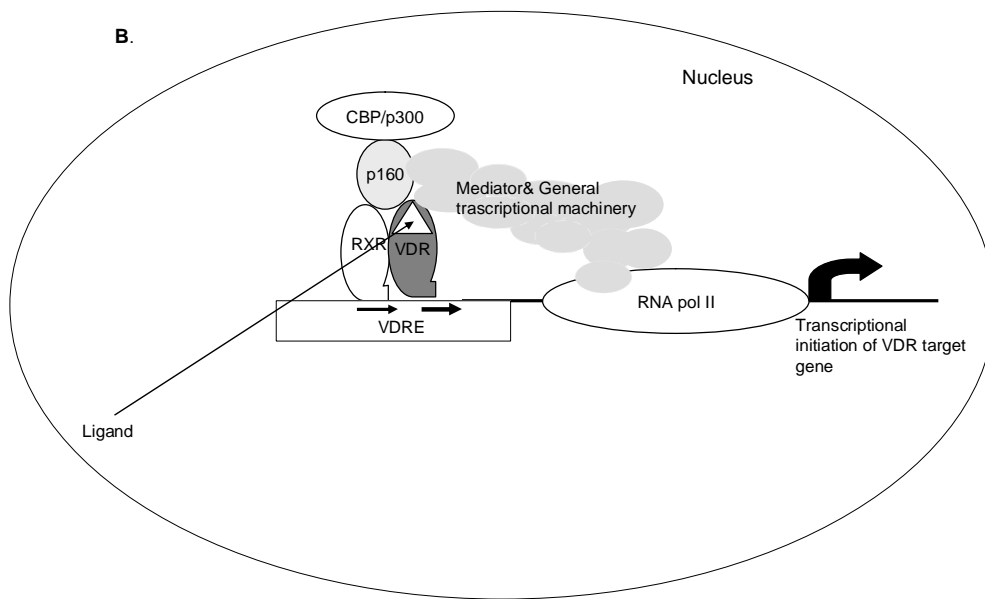 B.
Nucleus
CBP/p300
p160
Mediator& General
trascriptional machinery
RXR
VDR
RNA pol II
VDRE
Transcriptional
initiation of VDR target
gene
Ligand